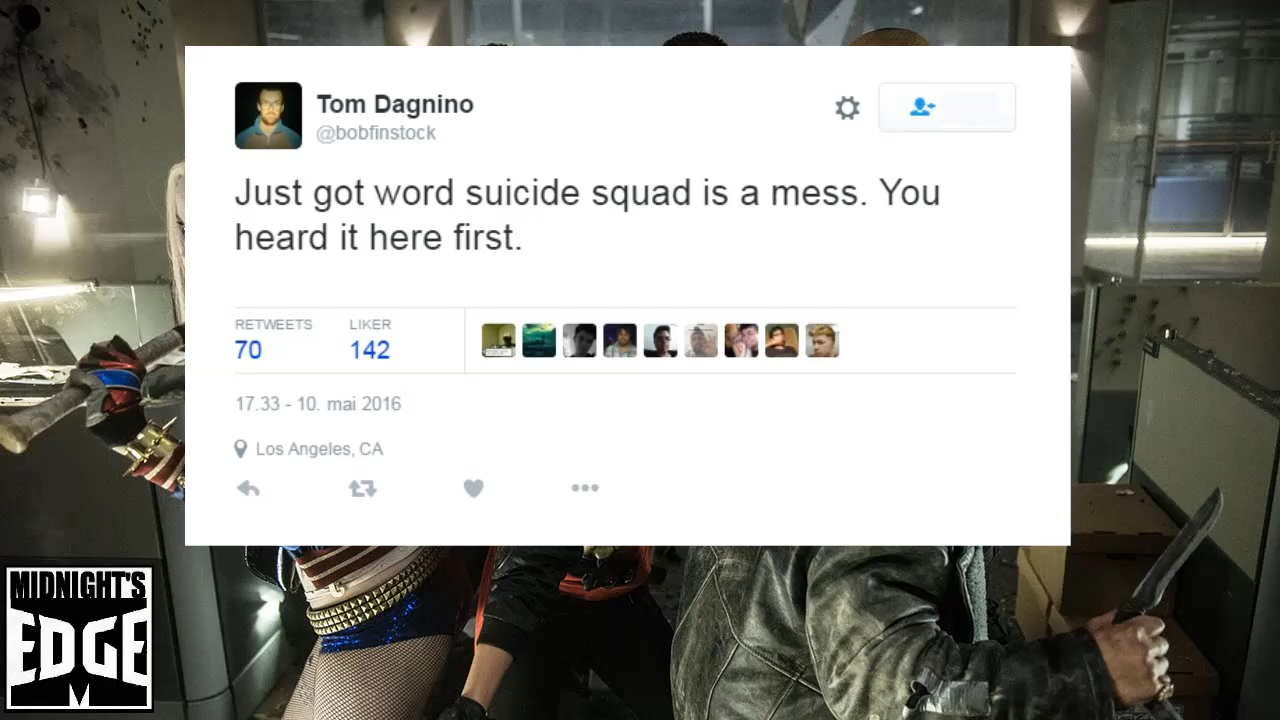 Tom Dagnino
@bobfinstock
Just got word suicide squad is a mess. You
heard it here first.
RETWEETS LIKER
70 142
17.33 - 10. mai 2016
Los Angeles, CA
MIDNIGHT'S
EDGE
M